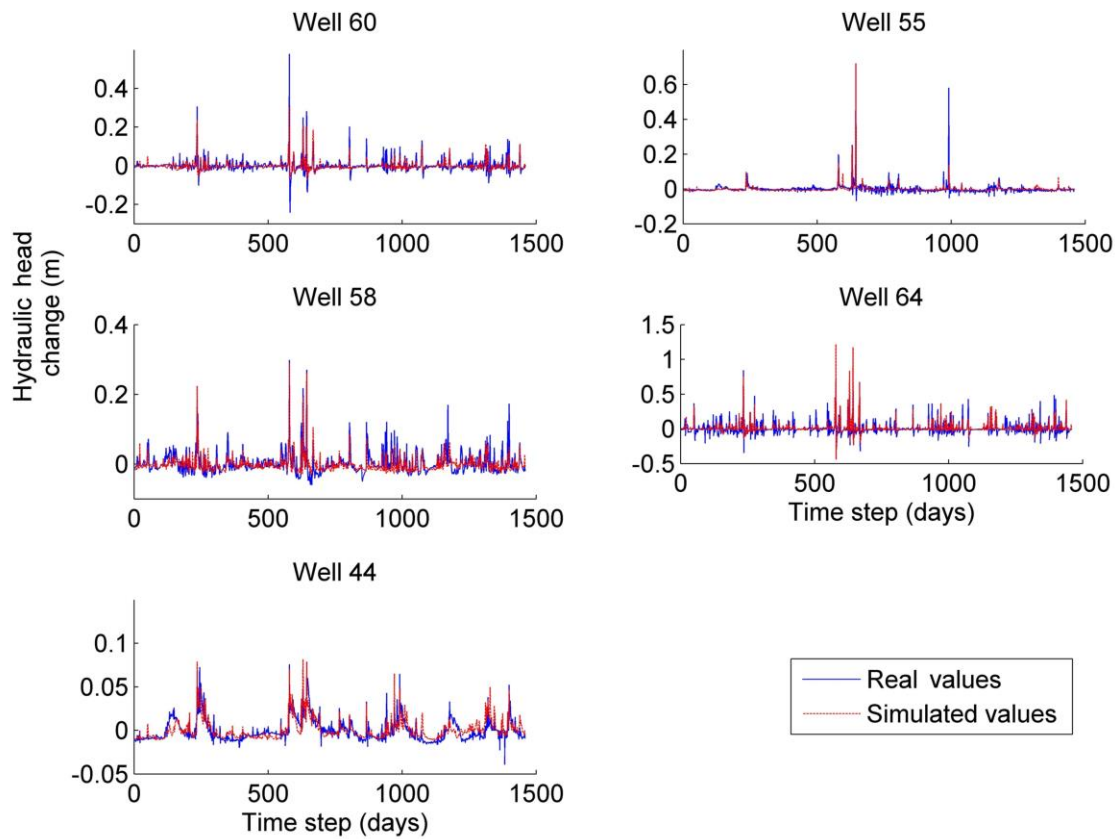 Well 60
0.4
0.2
0
-0.2
0 500 1000 1500
Well 55
0.6
0.4
0.2
0
-0.2
0 500 1000 1500
Hydraulic head
change (m)
Well 58
0.4
0.2
0
0 500 1000 1500
Well 64
1.5
1
0.5
0
-0.5
0 500 1000 1500
Time step (days)
Well 44
0.1
0.05
0
-0.05
0 500 1000 1500
Time step (days)
Real values
Simulated values